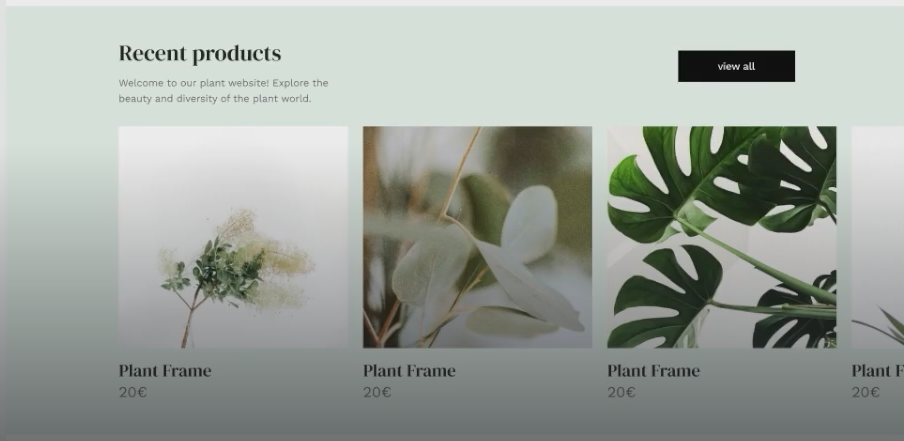 Recent products
view all
Welcome to our plant website! Explore the
beauty and diversity of the plant world.
Plant Frame
20€
Plant Frame
20€
Plant Frame
20€
Plant F
20€